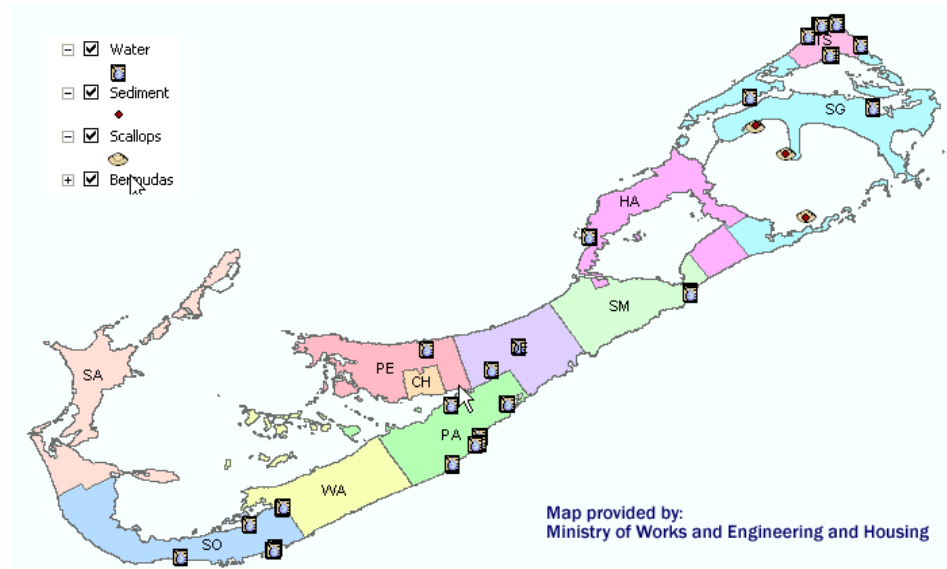 Water
Sediment
Scallops
Bermudas
TS
SG
HA
SM
SA
PE
CH
PA
WA
SO
Map provided by:
Ministry of Works and Engineering and Housing